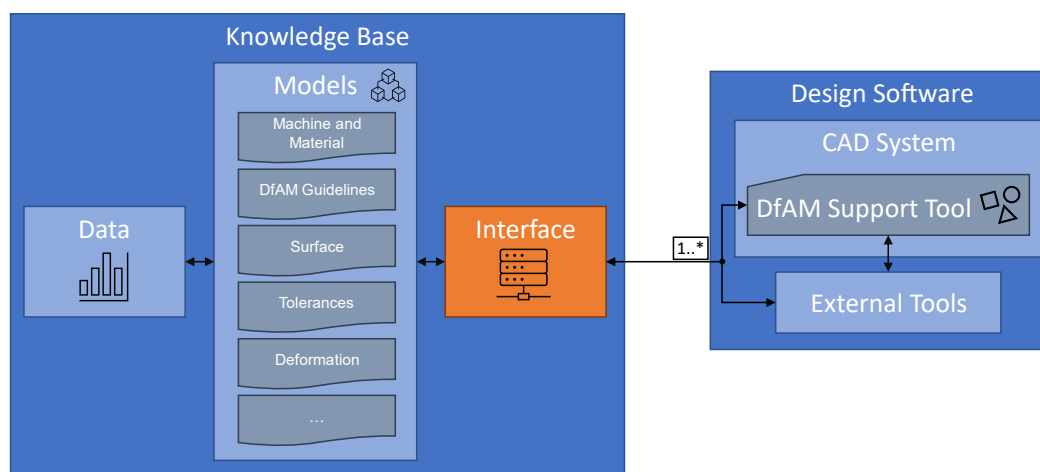 Knowledge Base
Models
Machine and
Material
DfAM Guidelines
Surface
Tolerances
Deformation
...
Data
Interface
1..*
Design Software
CAD System
DfAM Support Tool
External Tools